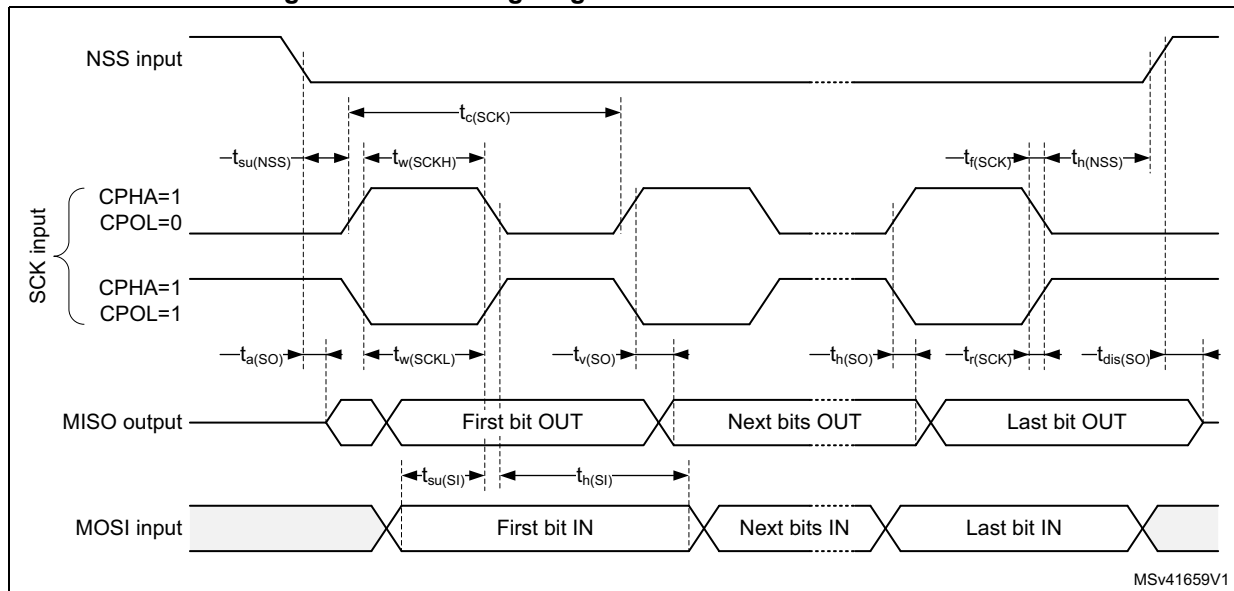 NSS input
tc(SCK)
tsu(NSS)
tw(SCKH)
tf(SCK)
th(NSS)
SCK input
CPHA=1
CPOL=0
CPHA=1
CPOL=1
ta(SO)
tw(SCKL)
tv(SO)
th(SO)
tr(SCK)
tdis(SO)
MISO output
First bit OUT
Next bits OUT
Last bit OUT
tsu(SI)
th(SI)
MOSI input
First bit IN
Next bits IN
Last bit IN
MSv41659V1